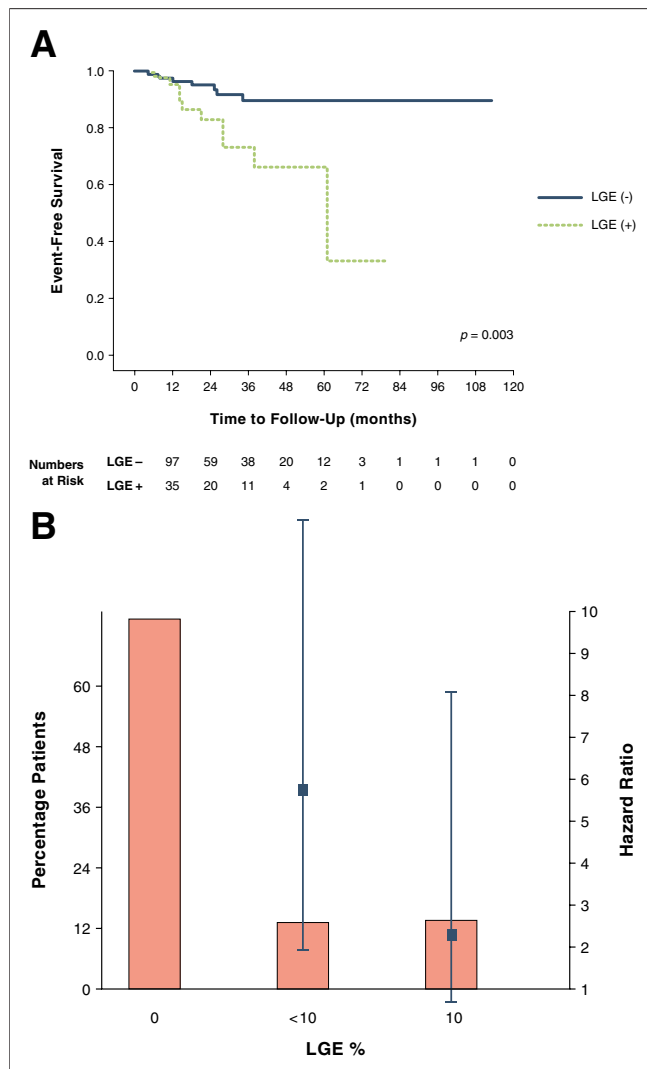 A
Event-Free Survival
1.0
0.8
0.6
0.4
0.2
0.0
LGE (-)
LGE (+)
p = 0.003
0 12 24 36 48 60 72 84 96 108 120
Time to Follow-Up (months)
Numbers at Risk
LGE – 97 59 38 20 12 3 1 1 1 0
LGE + 35 20 11 4 2 1 0 0 0 0
B
Percentage Patients
60
48
36
24
12
0
10
9
8
7
6
5
4
3
2
1
Hazard Ratio
0 <10 10
LGE %